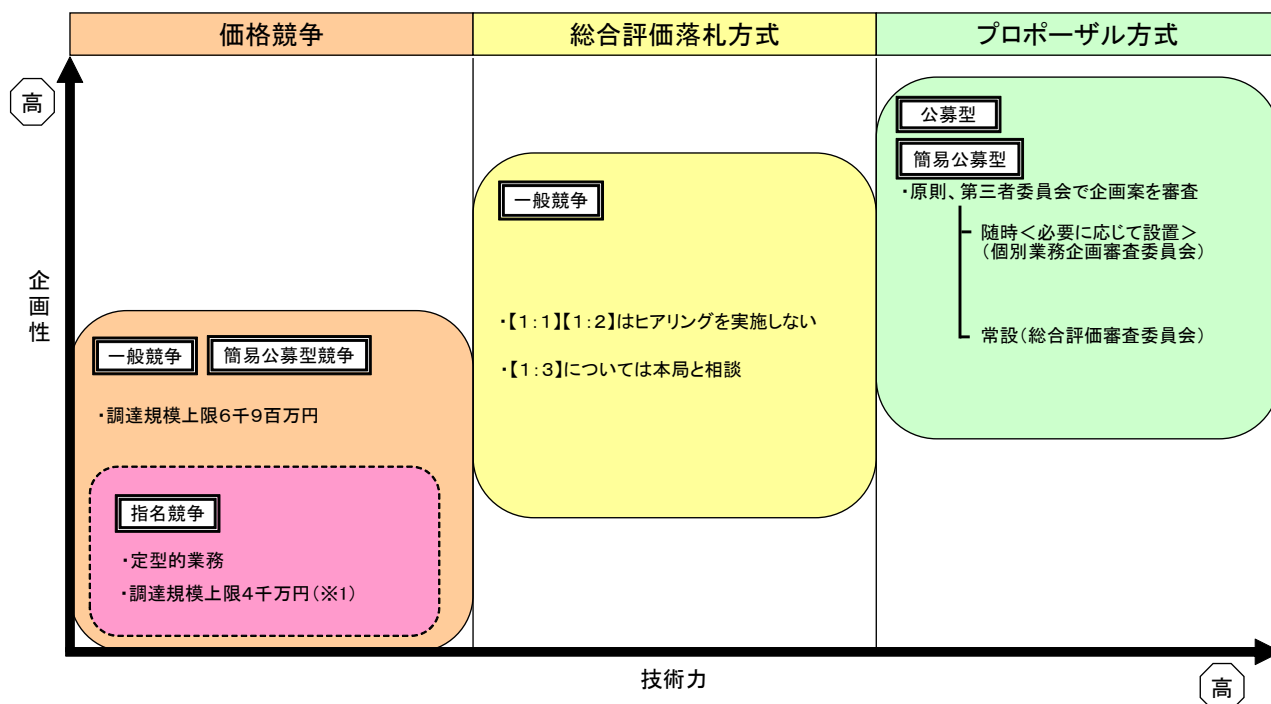 価格競争
総合評価落札方式
プロポーザル方式
高
企画性
一般競争
簡易公募型競争
・調達規模上限6千9百万円
指名競争
・定型的業務
・調達規模上限4千万円(※1)
一般競争
・【1:1】【1:2】はヒアリングを実施しない
・【1:3】については本局と相談
公募型
簡易公募型
・原則、第三者委員会で企画案を審査
随時<必要に応じて設置>
(個別業務企画審査委員会)
常設(総合評価審査委員会)
技術力
高